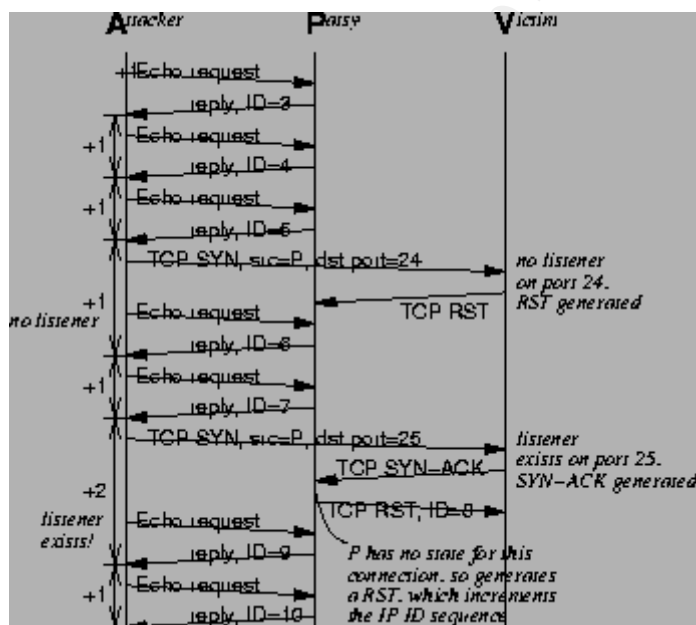 Attacker Patsy Victim
+1 Echo request
reply, ID=3
+1 Echo request
reply, ID=4
+1 Echo request
reply, ID=5
TCP SYN, src=P, dst port=24
no listener
on port 24.
RST generated
TCP RST
+1
no listener
Echo request
reply, ID=6
+1 Echo request
reply, ID=7
TCP SYN, src=P, dst port=25
listener
exists on port 25.
SYN-ACK generated
TCP SYN-ACK
+2
listener
exists!
TCP RST, ID=8
Echo request
reply, ID=9
P has no state for this
connection, so generates
a RST, which increments
the IP ID sequence
+1 Echo request
reply, ID=10